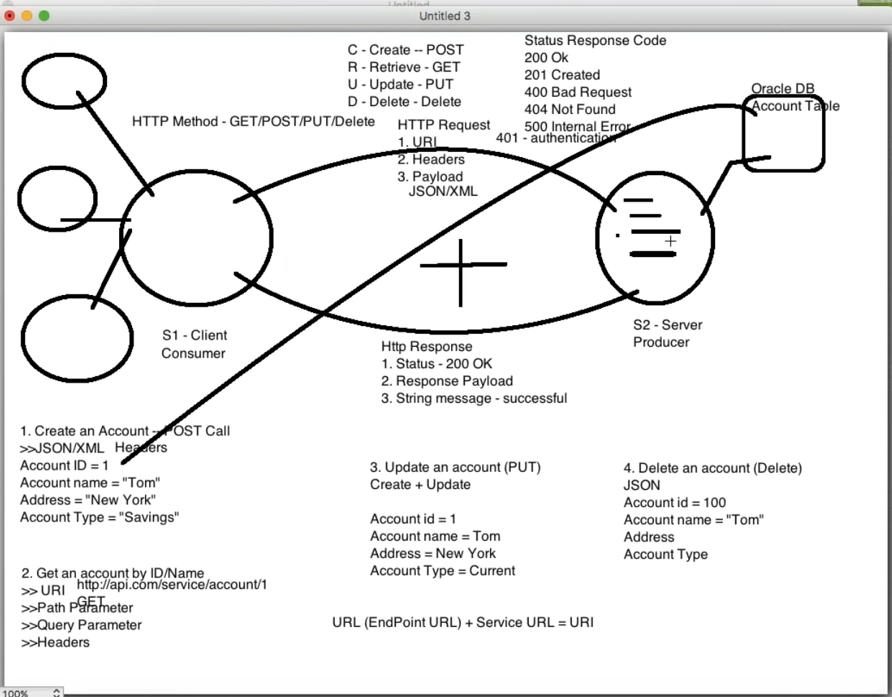 Untitled
Untitled 3
C - Create -- POST
R - Retrieve - GET
U - Update - PUT
D - Delete - Delete
Status Response Code
200 Ok
201 Created
400 Bad Request
404 Not Found
500 Internal Error
401 - authentication
Oracle DB
Account Table
HTTP Method - GET/POST/PUT/Delete
HTTP Request
1. URI
2. Headers
3. Payload
JSON/XML
S1 - Client
Consumer
S2 - Server
Producer
Http Response
1. Status - 200 OK
2. Response Payload
3. String message - successful
1. Create an Account -- POST Call
>>JSON/XML Headers
Account ID = 1
Account name = "Tom"
Address = "New York"
Account Type = "Savings"
2. Get an account by ID/Name
>> URI http://api.com/service/account/1
GET
>>Path Parameter
>>Query Parameter
>>Headers
3. Update an account (PUT)
Create + Update
Account id = 1
Account name = Tom
Address = New York
Account Type = Current
4. Delete an account (Delete)
JSON
Account id = 100
Account name = "Tom"
Address
Account Type
URL (EndPoint URL) + Service URL = URI
100%